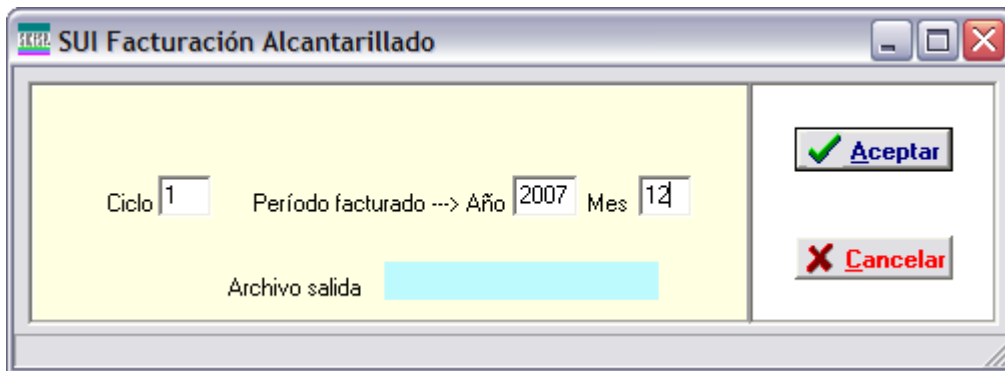 SUI Facturación Alcantarillado
Aceptar
Ciclo 1 Período facturado ---> Año 2007 Mes 12
Cancelar
Archivo salida